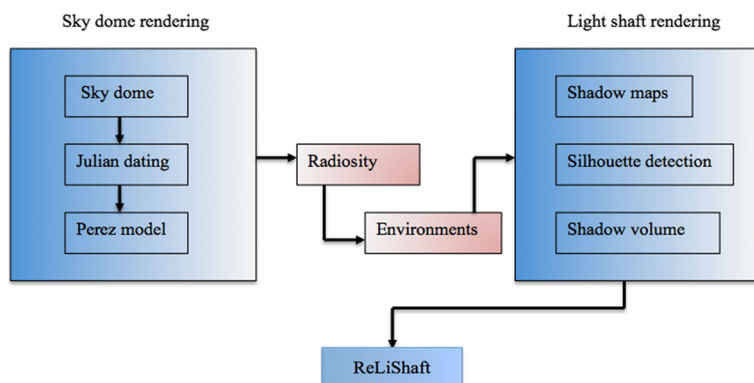 Sky dome rendering
Light shaft rendering
Sky dome
Julian dating
Perez model
Radiosity
Environments
Shadow maps
Silhouette detection
Shadow volume
ReLiShaft